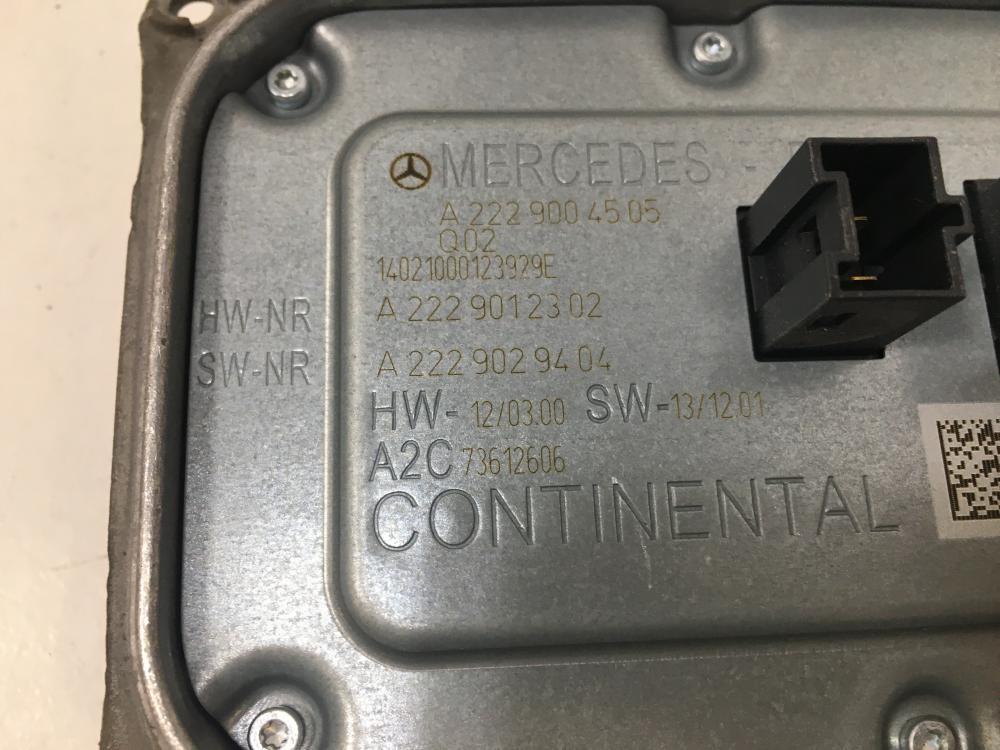 MERCEDES -
A 222 900 45 05
Q02
14021000123929E
HW-NR A 222 901 23 02
SW-NR A 222 902 94 04
HW- 12/03.00 SW-13/12.01
A2C 73612606
CONTINENTAL